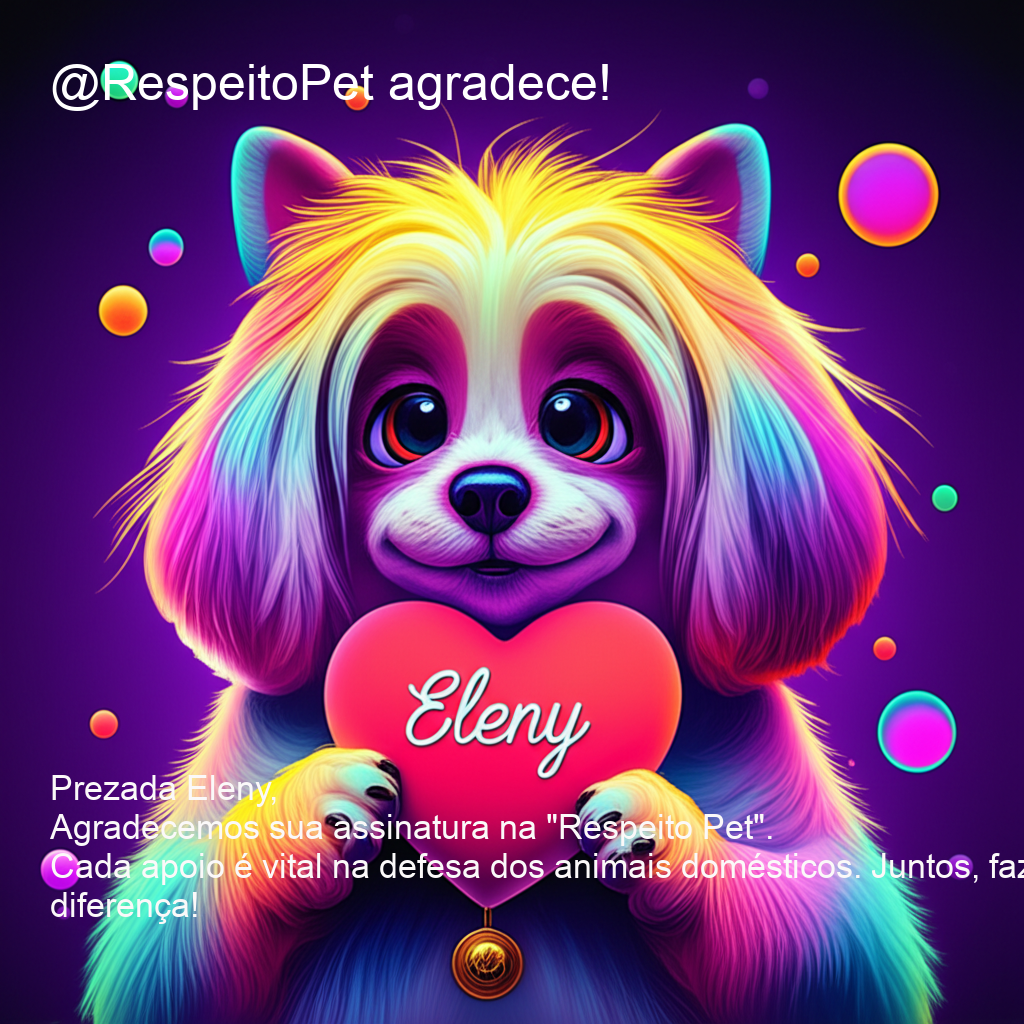 @RespeitoPet agradece!
Eleny
Prezada Eleny,
Agradecemos sua assinatura na "Respeito Pet".
Cada apoio é vital na defesa dos animais domésticos. Juntos, faz
diferença!